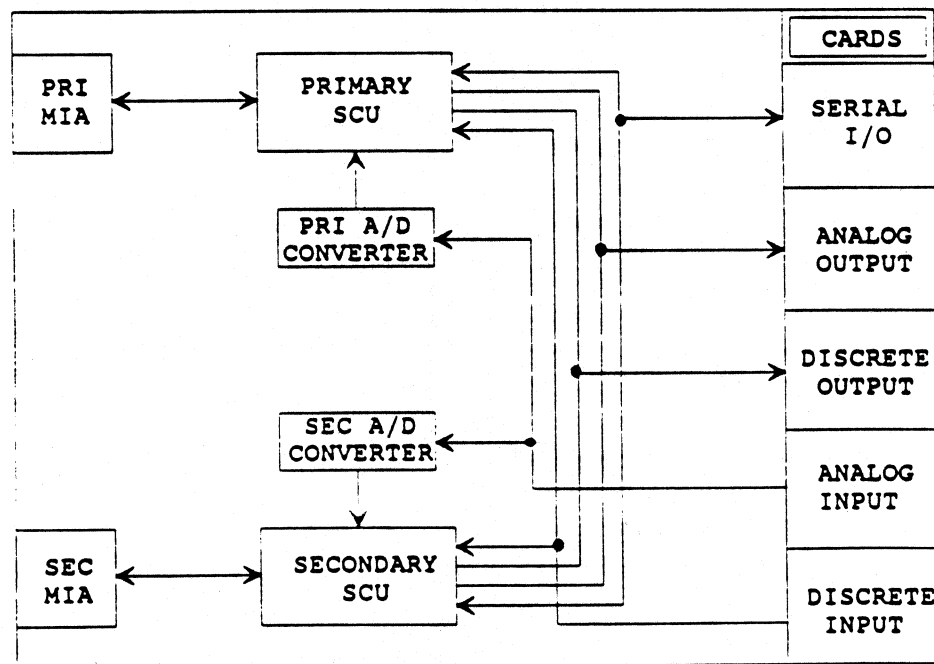 CARDS
PRI
MIA
PRIMARY
SCU
SERIAL
I/O
PRI A/D
CONVERTER
ANALOG
OUTPUT
DISCRETE
OUTPUT
SEC A/D
CONVERTER
ANALOG
INPUT
SEC
MIA
SECONDARY
SCU
DISCRETE
INPUT